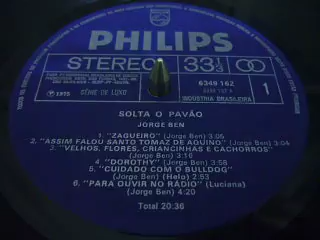 PHILIPS
STEREO 33⅓
6349 162
1
℗ 1975 SÉRIE DE LUXO
INDÚSTRIA BRASILEIRA
SOLTA O PAVÃO
JORGE BEN
1. "ZAGUEIRO" (Jorge Ben) 3:05
2. "ASSIM FALOU SANTO TOMAZ DE AQUINO" (Jorge Ben) 3:04
3. "VELHOS, FLORES, CRIANCINHAS E CACHORROS"
(Jorge Ben) 3:16
4. "DOROTHY" (Jorge Ben) 3:58
5. "CUIDADO COM O BULLDOG"
(Jorge Ben) (Helo) 2:53
6. "PARA OUVIR NO RÁDIO" (Luciana)
(Jorge Ben) 4:20
Total 20:36